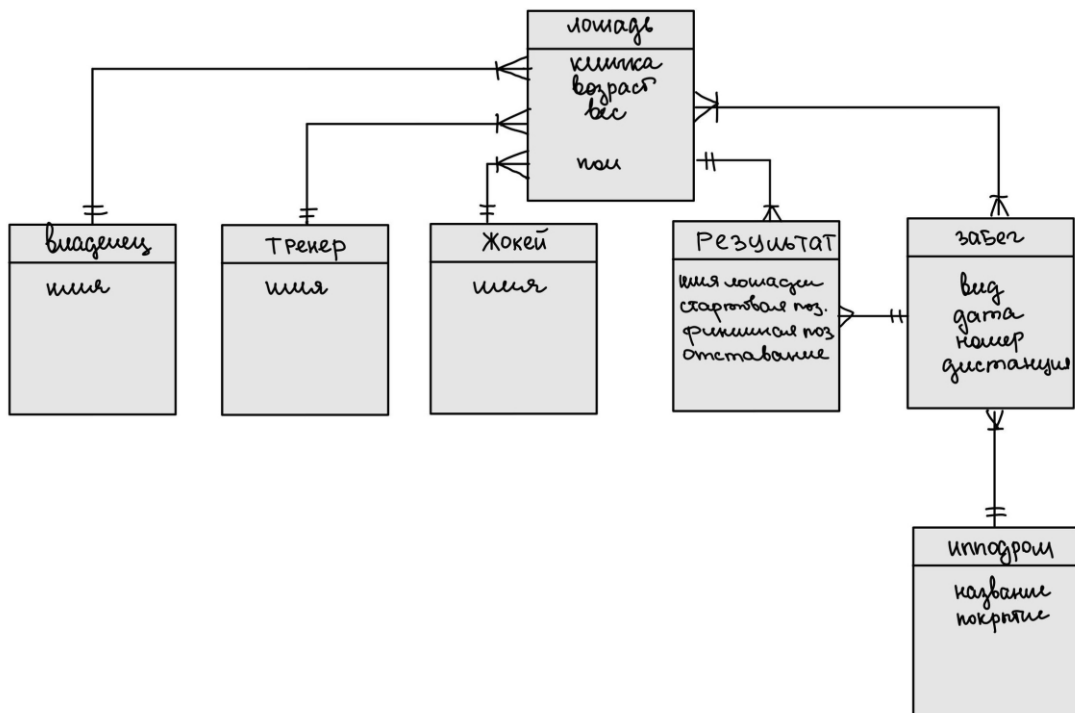 лошадь
кличка
возраст
вес
пол
владелец
имя
Тренер
имя
Жокей
имя
Результат
имя лошади
стартовая поз.
финишная поз
отставание
забег
вид
дата
номер
дистанция
ипподром
название
покрытие